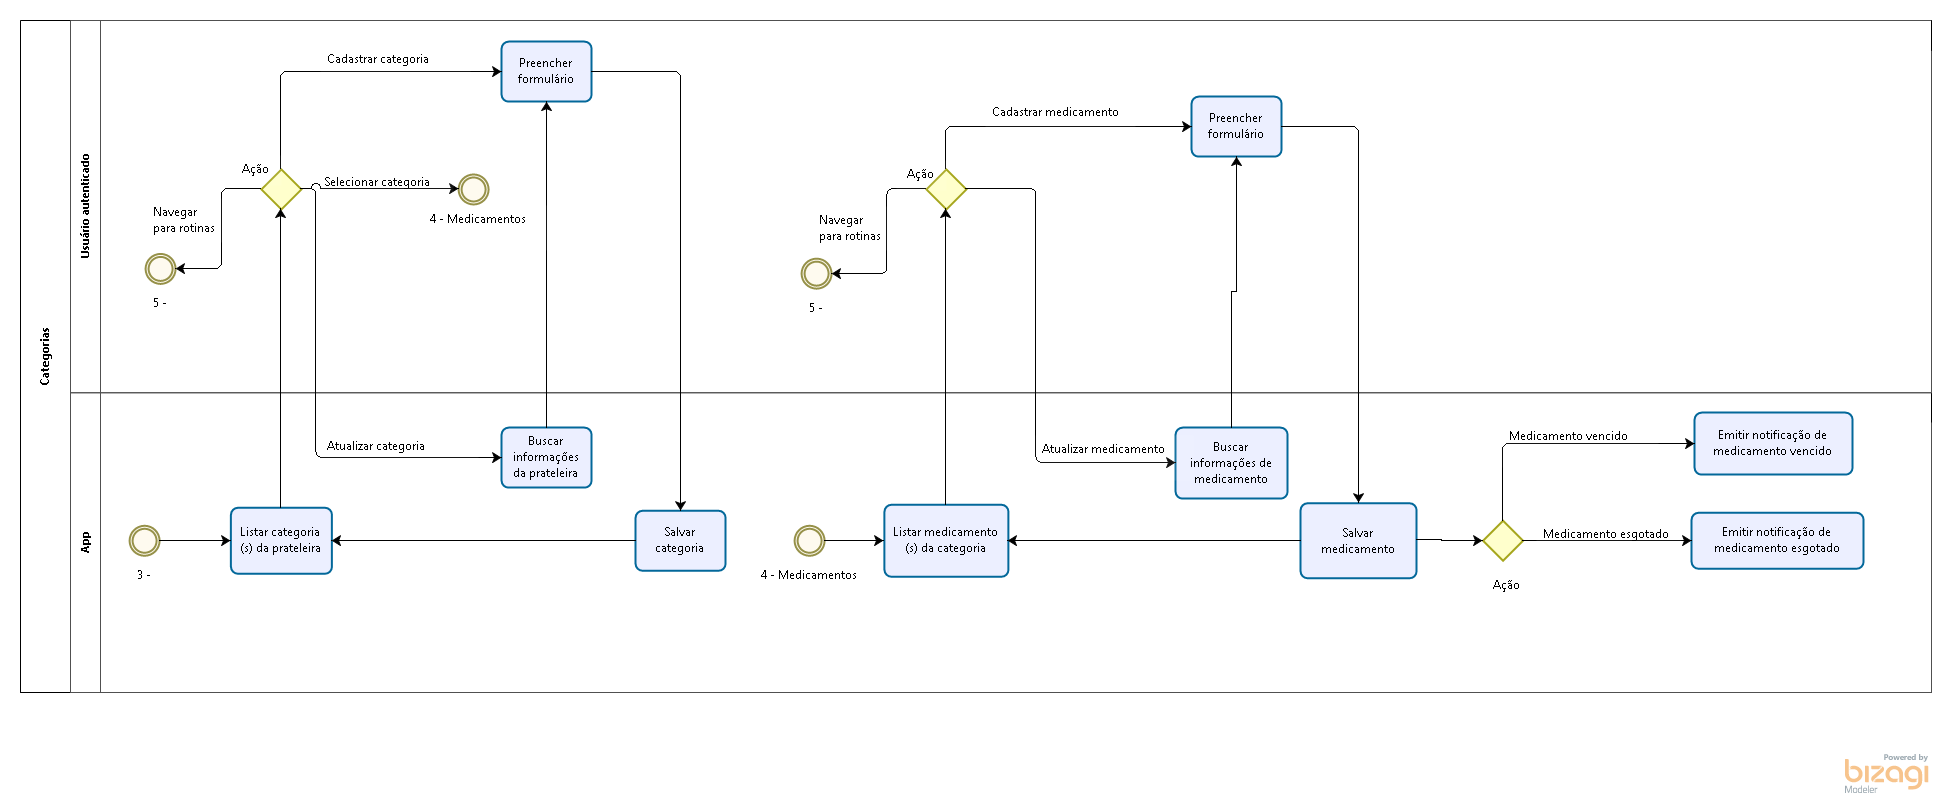 Categorias
Usuário autenticado
Cadastrar categoria
Preencher
formulário
Ação
Selecionar categoria
4 - Medicamentos
Navegar
para rotinas
5 -
Cadastrar medicamento
Preencher
formulário
Ação
Navegar
para rotinas
5 -
App
Atualizar categoria
Buscar
informações
da prateleira
3 -
Listar categoria
(s) da prateleira
Salvar
categoria
Atualizar medicamento
Buscar
informações de
medicamento
4 - Medicamentos
Listar medicamento
(s) da categoria
Salvar
medicamento
Ação
Medicamento vencido
Emitir notificação de
medicamento vencido
Medicamento esgotado
Emitir notificação de
medicamento esgotado
Powered by
bizagi
Modeler